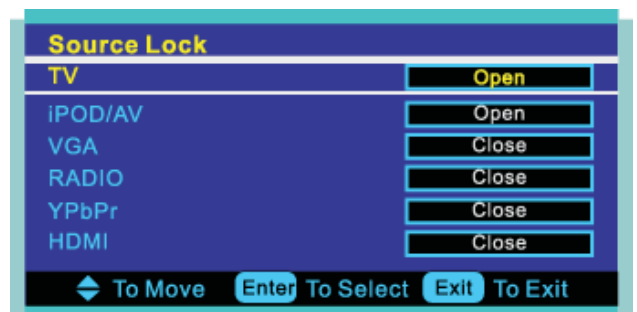 Source Lock
TV Open
iPOD/AV Open
VGA Close
RADIO Close
YPbPr Close
HDMI Close
To Move Enter To Select Exit To Exit